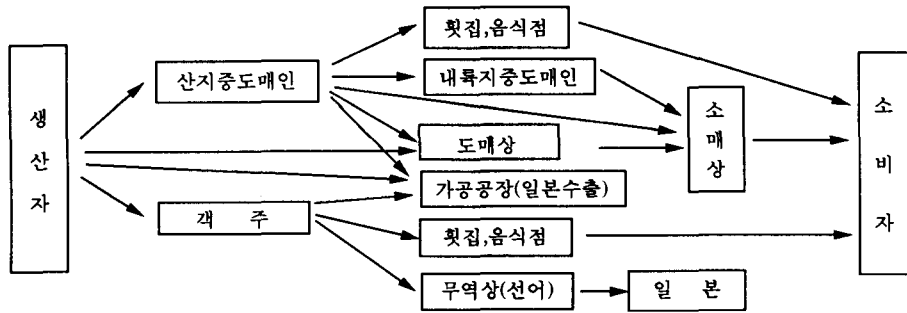 생산자
산지중도매인
객 주
횟집,음식점
내륙지중도매인
도매상
가공공장(일본수출)
횟집,음식점
무역상(선어)
일 본
소매상
소비자